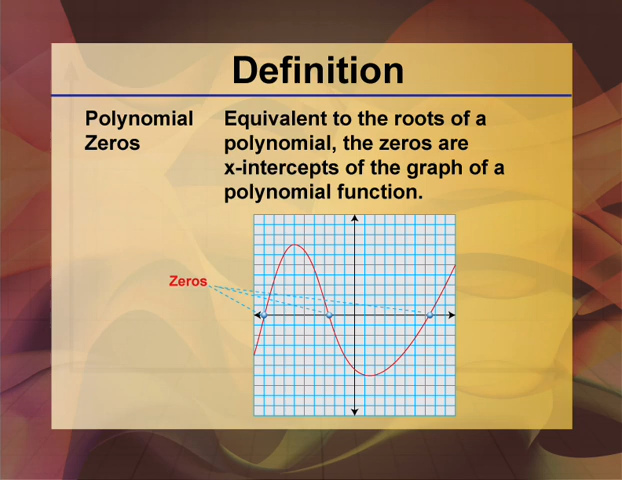 Definition
Polynomial
Zeros
Equivalent to the roots of a
polynomial, the zeros are
x-intercepts of the graph of a
polynomial function.
Zeros